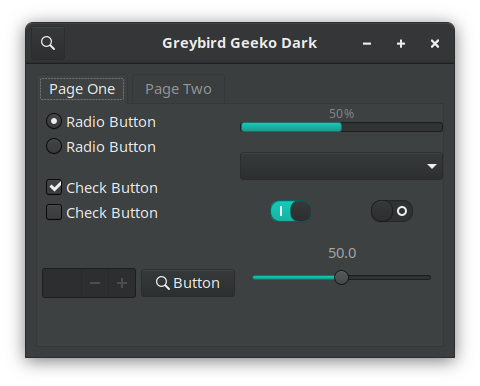 Greybird Geeko Dark
Page One
Page Two
Radio Button
50%
Radio Button
Check Button
Check Button
50.0
Button